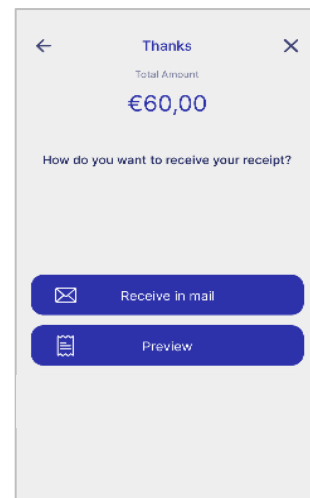 Thanks
Total Amount
€60,00
How do you want to receive your receipt?
Receive in mail
Preview